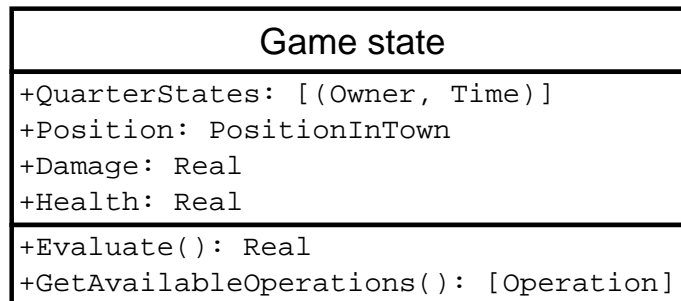 Game state
+QuarterStates: [(Owner, Time)]
+Position: PositionInTown
+Damage: Real
+Health: Real
+Evaluate(): Real
+GetAvailableOperations(): [Operation]